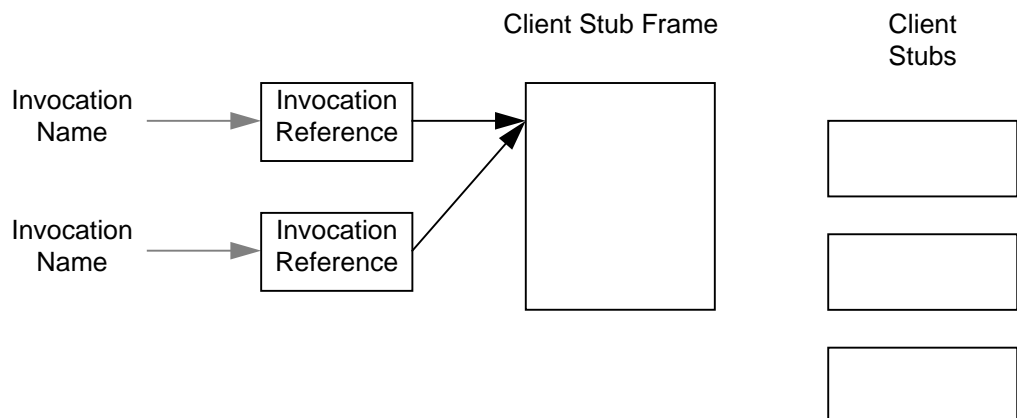 Client Stub Frame
Client
Stubs
Invocation
Name
Invocation
Reference
Invocation
Name
Invocation
Reference